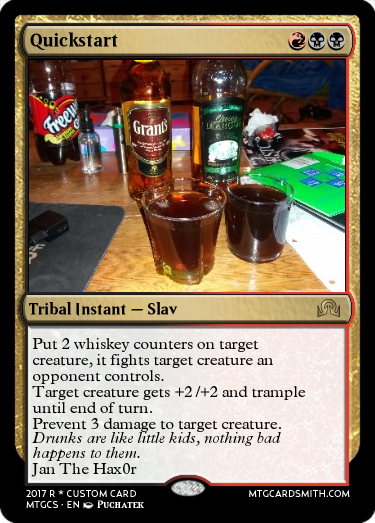 Quickstart
Freeway
Grant's
Tribal Instant — Slav
Put 2 whiskey counters on target
creature, it fights target creature an
opponent controls.
Target creature gets +2/+2 and trample
until end of turn.
Prevent 3 damage to target creature.
Drunks are like little kids, nothing bad
happens to them.
Jan The Hax0r
2017 R * CUSTOM CARD
MTGCS • EN PUCHATEK
MTGCARDSMITH.COM